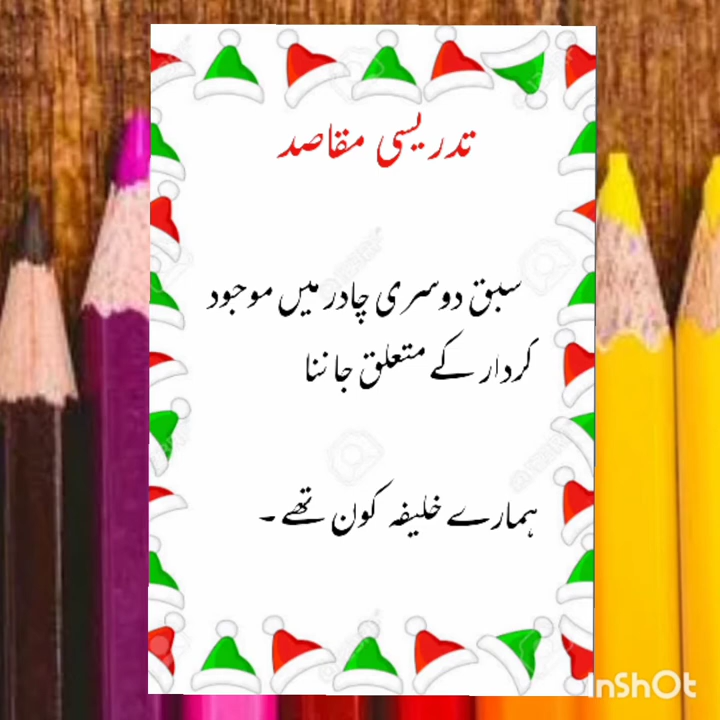 تدریسی مقاصد
سبق دوسری چادر میں موجود
کردار کے متعلق جاننا
ہمارے خلیفہ کون تھے ۔
InShOt